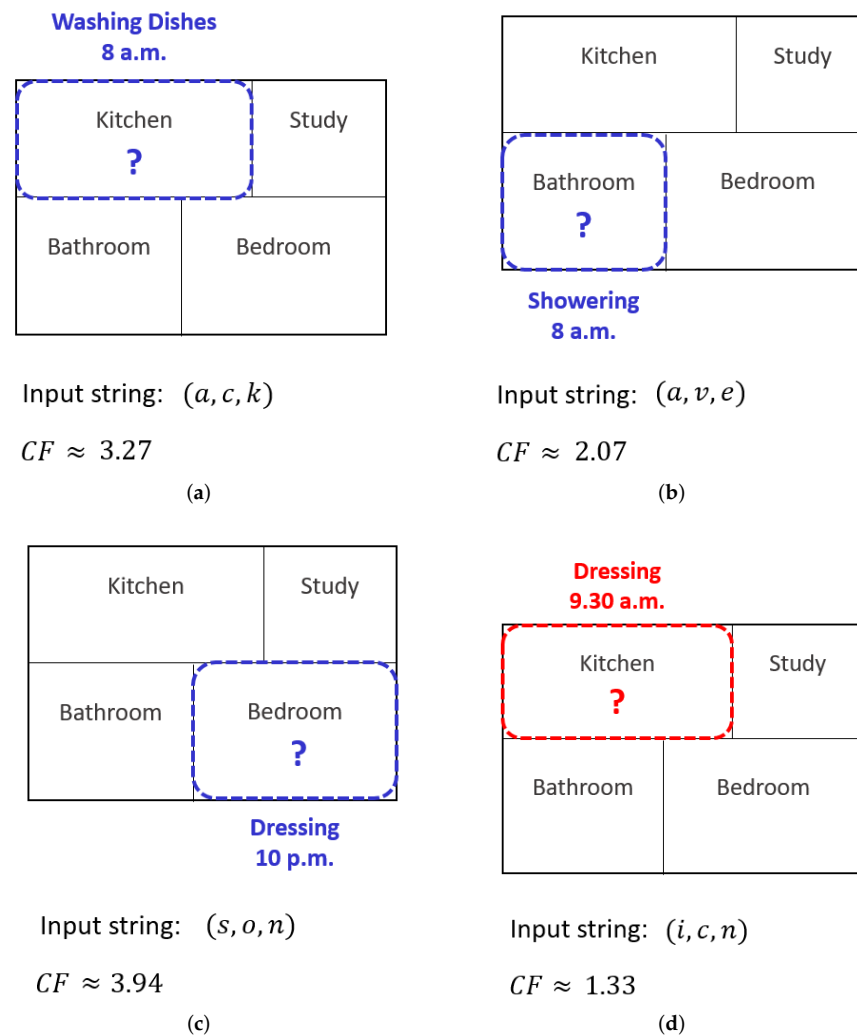 Washing Dishes
8 a.m.
Kitchen
?
Study
Bathroom
Bedroom
Input string: (a, c, k)
CF ≈ 3.27
(a)
Kitchen
Study
Bathroom
?
Bedroom
Showering
8 a.m.
Input string: (a, v, e)
CF ≈ 2.07
(b)
Kitchen
Study
Bathroom
Bedroom
?
Dressing
10 p.m.
Input string: (s, o, n)
CF ≈ 3.94
(c)
Dressing
9.30 a.m.
Kitchen
?
Study
Bathroom
Bedroom
Input string: (i, c, n)
CF ≈ 1.33
(d)